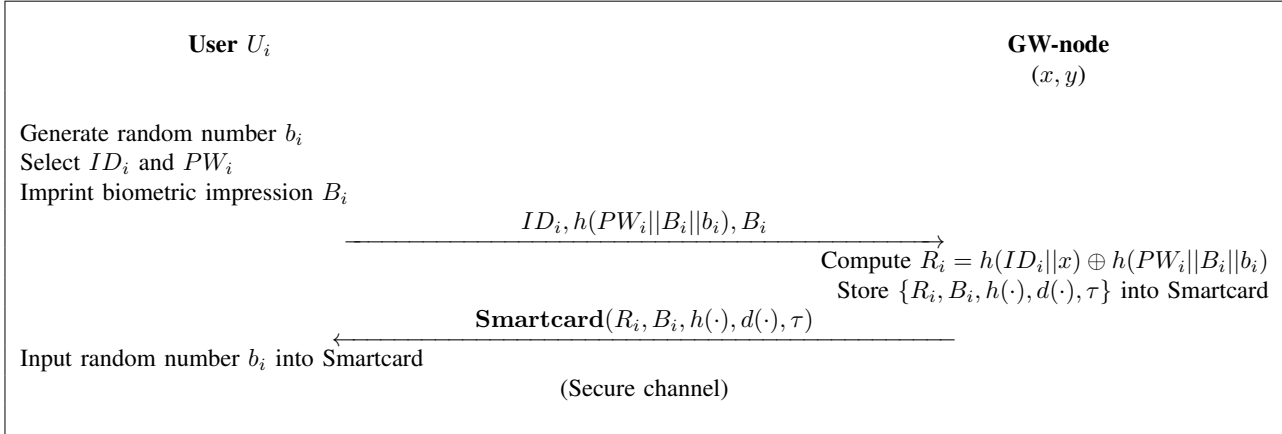 User U_i GW-node
(x, y)
Generate random number b_i
Select ID_i and PW_i
Imprint biometric impression B_i
ID_i, h(PW_i||B_i||b_i), B_i
Compute R_i = h(ID_i||x) ⊕ h(PW_i||B_i||b_i)
Store {R_i, B_i, h(·), d(·), τ} into Smartcard
Smartcard(R_i, B_i, h(·), d(·), τ)
Input random number b_i into Smartcard
(Secure channel)